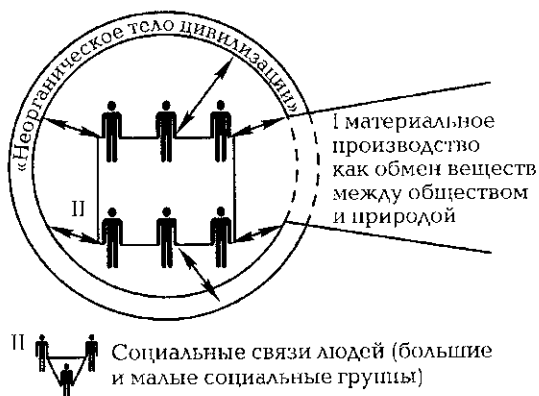 «Неорганическое тело цивилизации»
I материальное
производство
как обмен веществ
между обществом
и природой
II
II
Социальные связи людей (большие
и малые социальные группы)